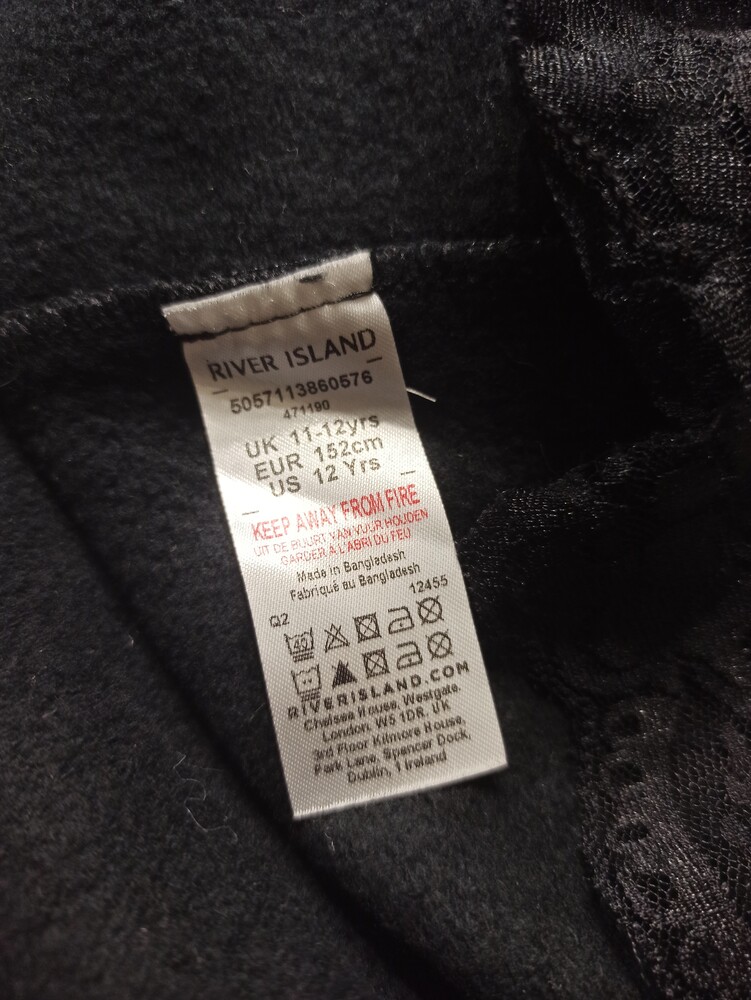 RIVER ISLAND
5057113860576
471190
UK 11-12yrs
EUR 152cm
US 12 Yrs
KEEP AWAY FROM FIRE
UIT DE BUURT VAN VUUR HOUDEN
GARDER A L'ABRI DU FEU
Made in Bangladesh
Fabriqué au Bangladesh
12455
Q2
40
RIVERISLAND.COM
Chelsea House, Westgate,
London, W5 1DR, UK
3rd Floor Kilmore House,
Park Lane, Spencer Dock,
Dublin, 1 Ireland